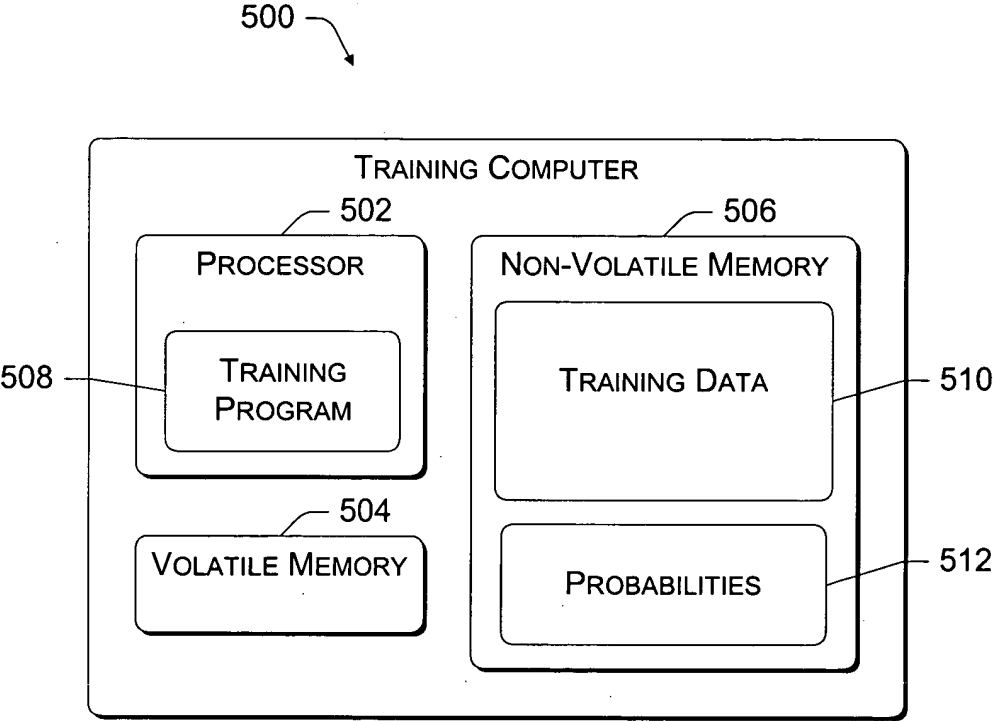 500
TRAINING COMPUTER
502
506
PROCESSOR
NON-VOLATILE MEMORY
508
TRAINING
PROGRAM
TRAINING DATA
510
504
VOLATILE MEMORY
PROBABILITIES
512